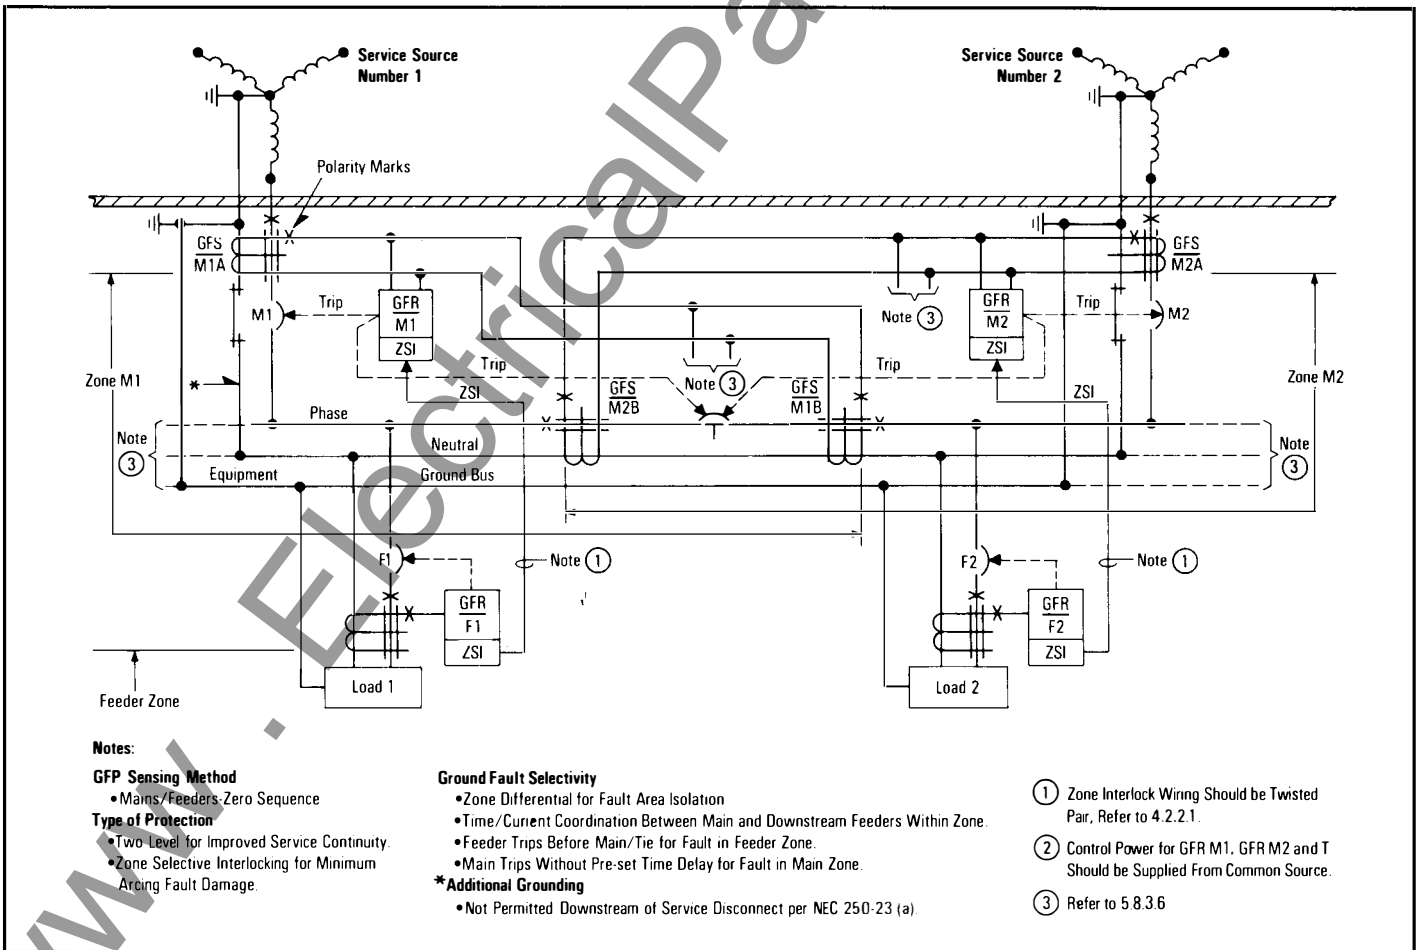 Service Source
Number 1
Service Source
Number 2
Polarity Marks
GFS
M1A
GFS
M2A
M1
Trip
GFR
M1
ZSI
Note 3
GFR
M2
ZSI
Trip
M2
Zone M1
*
Trip
ZSI
GFS
M2B
Note 3
GFS
M1B
Trip
ZSI
Zone M2
Phase
Note
3
Neutral
Equipment
Ground Bus
T
Note
3
F1
Note 1
F2
Note 1
GFR
F1
ZSI
GFR
F2
ZSI
Load 1
Load 2
Feeder Zone
Notes:
GFP Sensing Method
•Mains/Feeders-Zero Sequence
Type of Protection
•Two Level for Improved Service Continuity.
•Zone Selective Interlocking for Minimum
Arcing Fault Damage.
Ground Fault Selectivity
•Zone Differential for Fault Area Isolation
•Time/Current Coordination Between Main and Downstream Feeders Within Zone.
•Feeder Trips Before Main/Tie for Fault in Feeder Zone.
•Main Trips Without Pre-set Time Delay for Fault in Main Zone.
*Additional Grounding
•Not Permitted Downstream of Service Disconnect per NEC 250-23 (a)
1 Zone Interlock Wiring Should be Twisted
Pair, Refer to 4.2.2.1.
2 Control Power for GFR M1, GFR M2 and T
Should be Supplied From Common Source.
3 Refer to 5.8.3.6
www . ElectricalPa